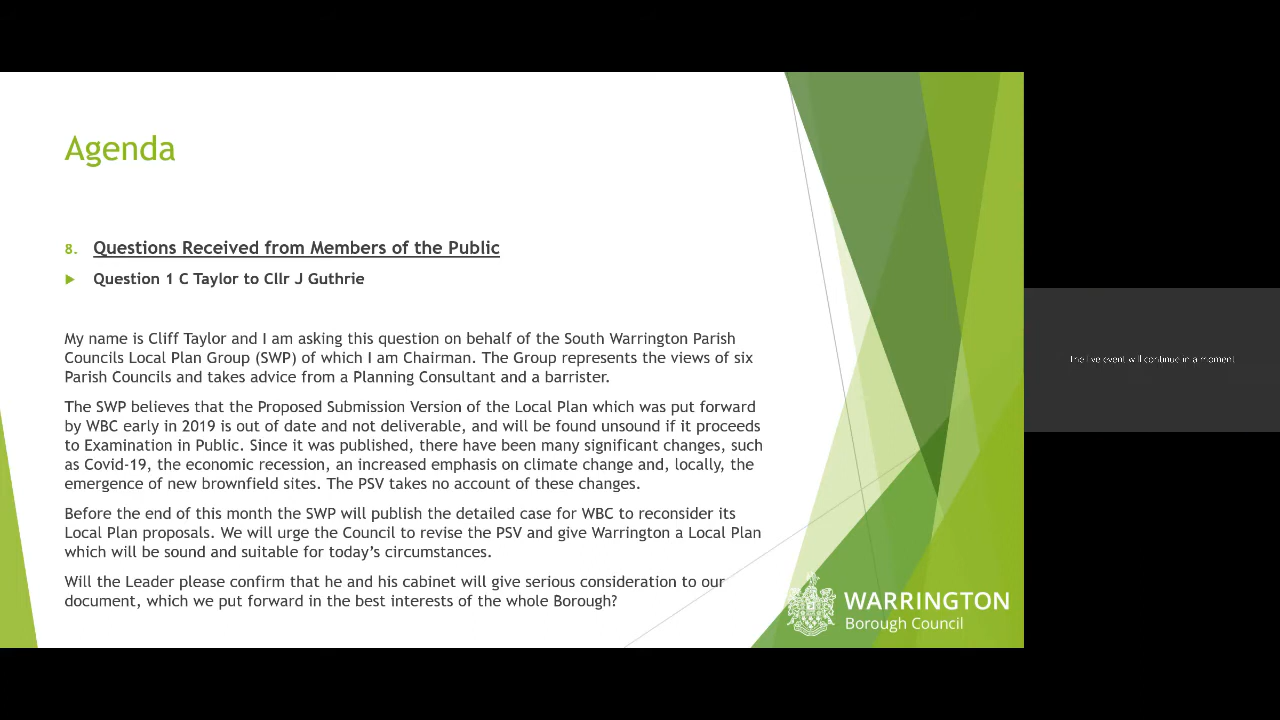 Agenda
8. Questions Received from Members of the Public
Question 1 C Taylor to Cllr J Guthrie
My name is Cliff Taylor and I am asking this question on behalf of the South Warrington Parish
Councils Local Plan Group (SWP) of which I am Chairman. The Group represents the views of six
Parish Councils and takes advice from a Planning Consultant and a barrister.
The SWP believes that the Proposed Submission Version of the Local Plan which was put forward
by WBC early in 2019 is out of date and not deliverable, and will be found unsound if it proceeds
to Examination in Public. Since it was published, there have been many significant changes, such
as Covid-19, the economic recession, an increased emphasis on climate change and, locally, the
emergence of new brownfield sites. The PSV takes no account of these changes.
Before the end of this month the SWP will publish the detailed case for WBC to reconsider its
Local Plan proposals. We will urge the Council to revise the PSV and give Warrington a Local Plan
which will be sound and suitable for today’s circumstances.
Will the Leader please confirm that he and his cabinet will give serious consideration to our
document, which we put forward in the best interests of the whole Borough?
WARRINGTON
Borough Council
The live event will continue in a moment